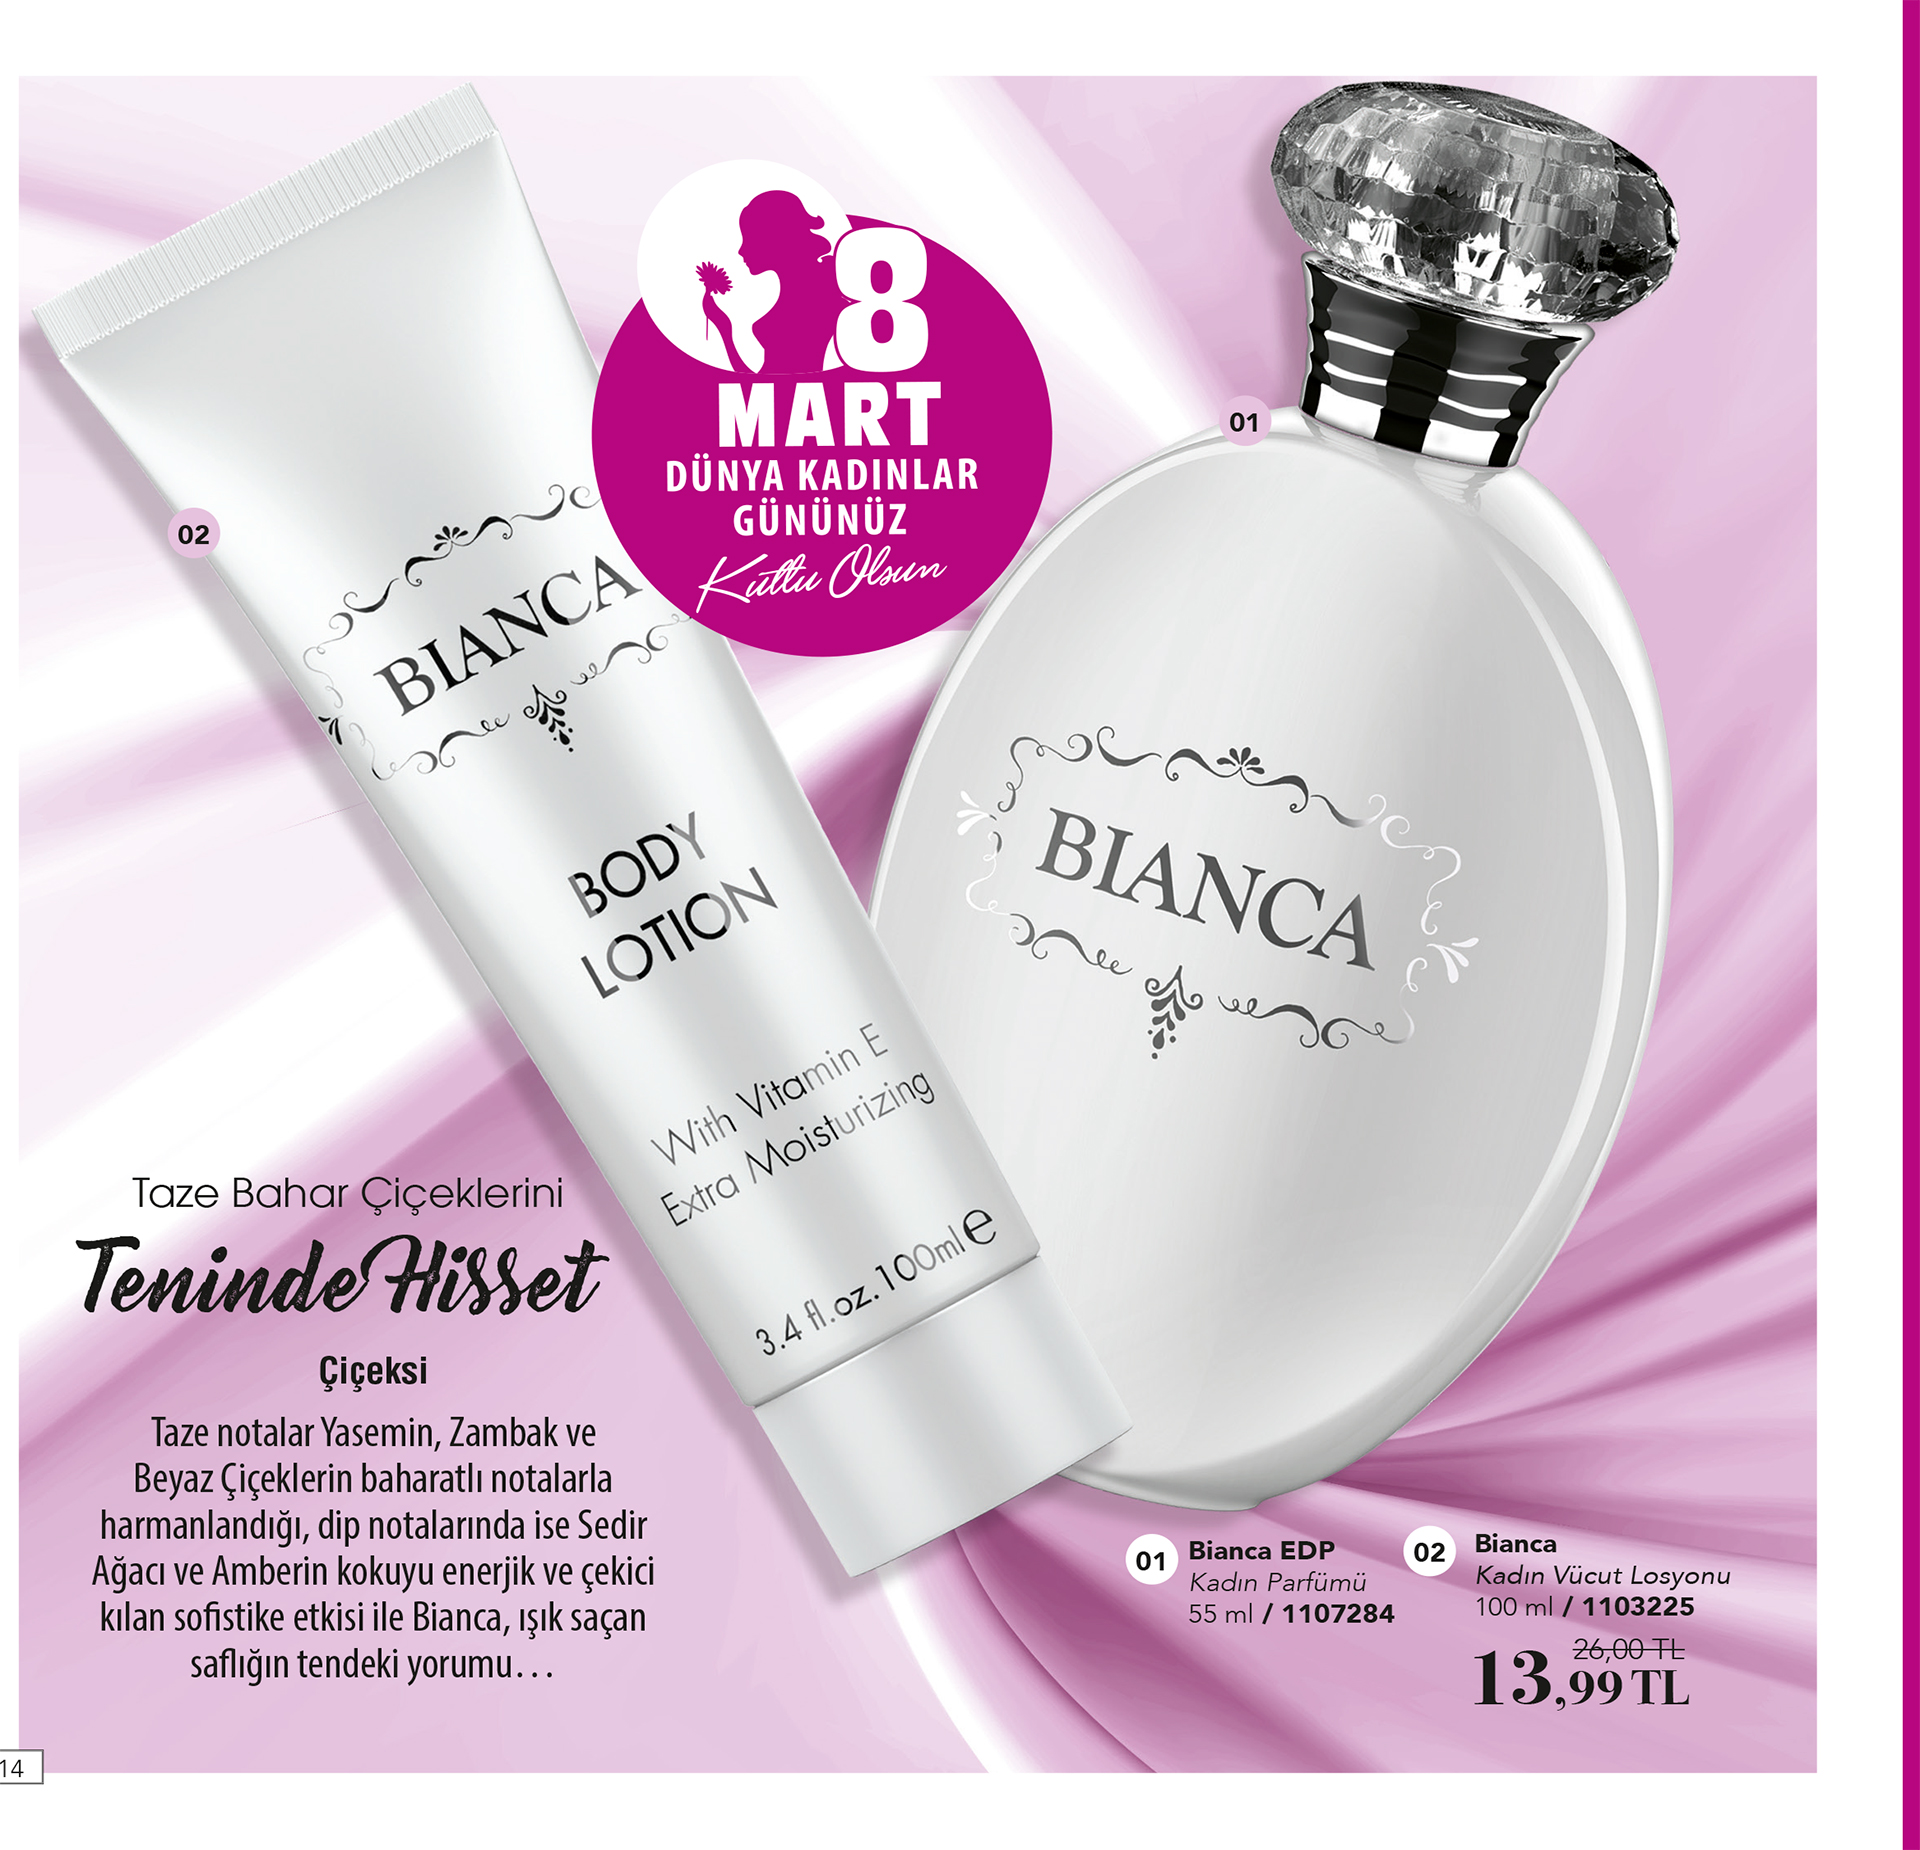 8
MART
DÜNYA KADINLAR
GÜNÜNÜZ
Kutlu Olsun
01
02
BIANCA
BODY
LOTION
With Vitamin E
Extra Moisturizing
3.4 fl.oz.100ml e
BIANCA
Taze Bahar Çiçeklerini
Teninde Hisset
Çiçeksi
Taze notalar Yasemin, Zambak ve
Beyaz Çiçeklerin baharatlı notalarla
harmanlandığı, dip notalarında ise Sedir
Ağacı ve Amberin kokuyu enerjik ve çekici
kılan sofistike etkisi ile Bianca, ışık saçan
saflığın tendeki yorumu…
01 Bianca EDP
Kadın Parfümü
55 ml / 1107284
02 Bianca
Kadın Vücut Losyonu
100 ml / 1103225
26,00 TL
13,99 TL
14